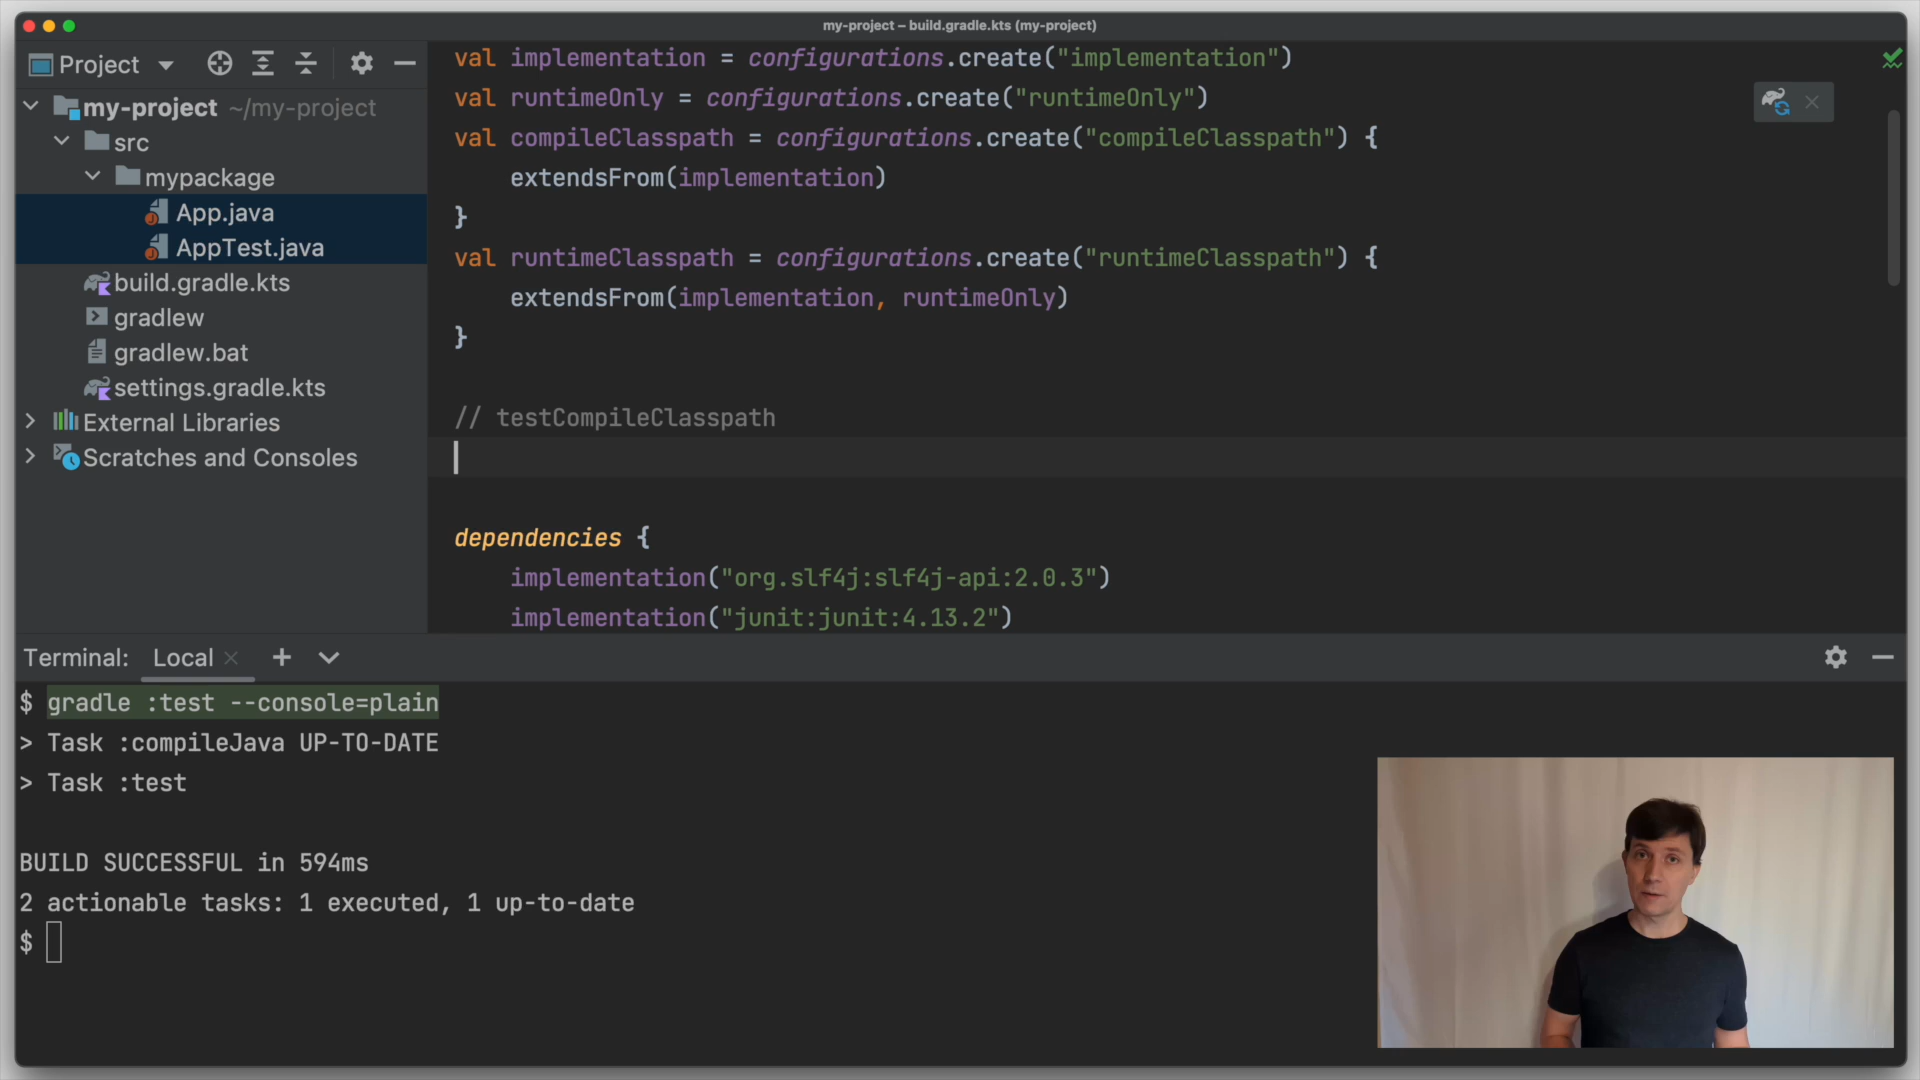 my-project – build.gradle.kts (my-project)
Project
my-project ~/my-project
src
mypackage
App.java
AppTest.java
build.gradle.kts
gradlew
gradlew.bat
settings.gradle.kts
External Libraries
Scratches and Consoles
val implementation = configurations.create("implementation")
val runtimeOnly = configurations.create("runtimeOnly")
val compileClasspath = configurations.create("compileClasspath") {
extendsFrom(implementation)
}
val runtimeClasspath = configurations.create("runtimeClasspath") {
extendsFrom(implementation, runtimeOnly)
}
// testCompileClasspath
dependencies {
implementation("org.slf4j:slf4j-api:2.0.3")
implementation("junit:junit:4.13.2")
Terminal: Local
$ gradle :test --console=plain
> Task :compileJava UP-TO-DATE
> Task :test
BUILD SUCCESSFUL in 594ms
2 actionable tasks: 1 executed, 1 up-to-date
$